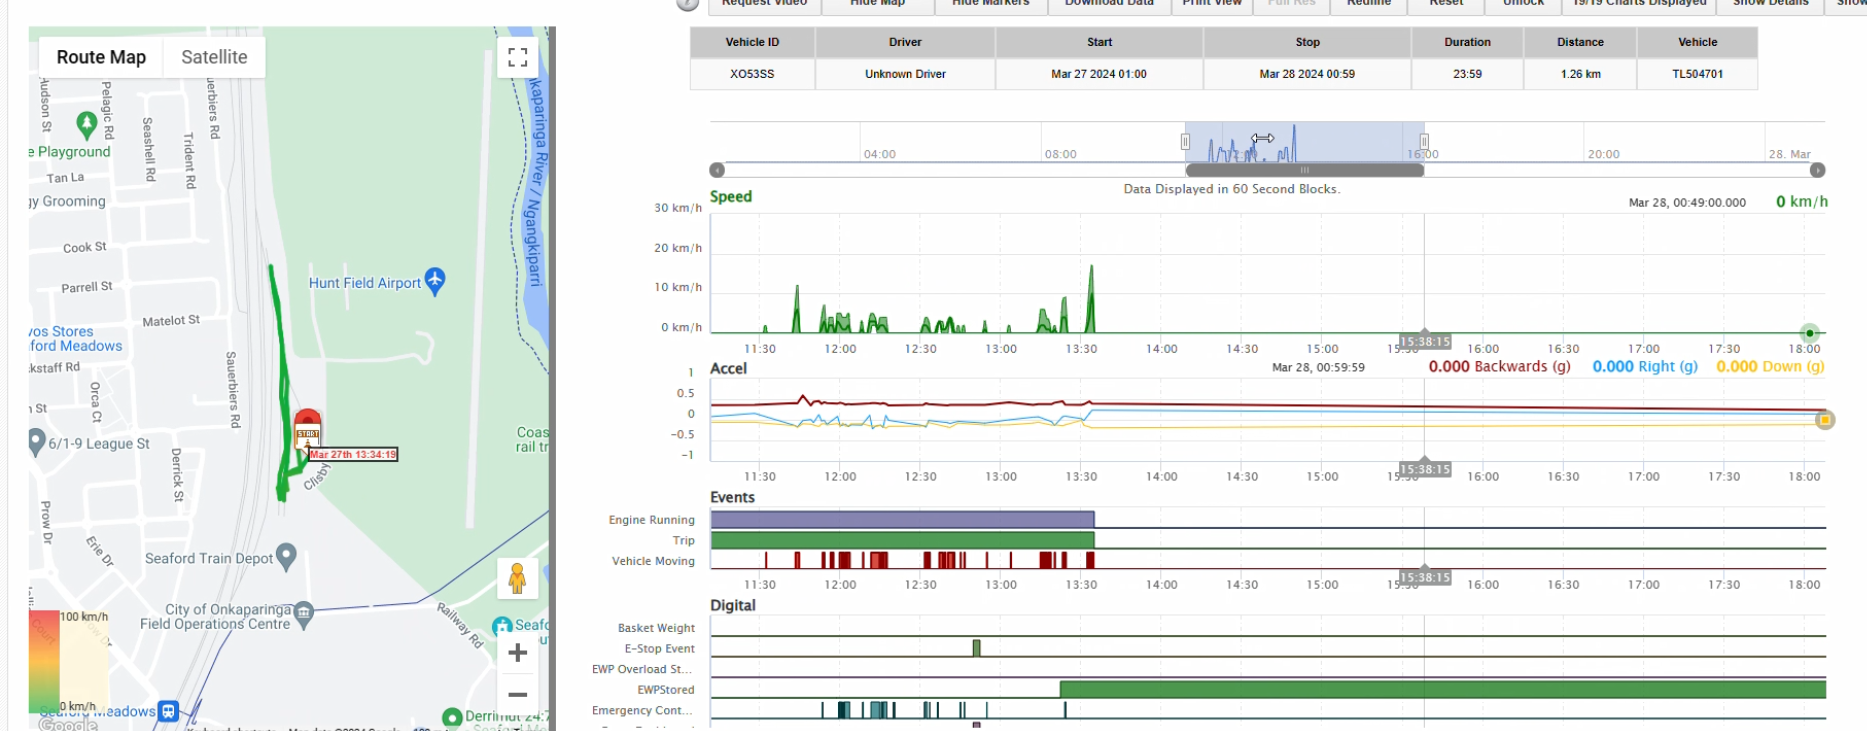 Request Video
Hide Map
Hide Markers
Download Data
Print View
Full Res
Redline
Reset
Unlock
19/19 Charts Displayed
Show Details
Show
Vehicle ID Driver Start Stop Duration Distance Vehicle
XO53SS Unknown Driver Mar 27 2024 01:00 Mar 28 2024 00:59 23:59 1.26 km TL504701
Route Map Satellite
Hudson St
Pelagic Rd
Seashell Rd
Trident Rd
uerbiers Rd
e Playground
Tan La
gy Grooming
Cook St
Parrell St
Matelot St
vos Stores
ford Meadows
kstaff Rd
Orca Ct
n St
Sauerbiers Rd
6/1-9 League St
Derrick St
Prow Dr
Erie Dr
Hunt Field Airport
kaparinga River / Ngangkiparri
START
Mar 27th 13:34:19
Clisby
Coas
rail tr
Seaford Train Depot
City of Onkaparinga
Field Operations Centre
Railway Rd
Seafo
100 km/h
0 km/h
Seaford Meadows
Google
Derrimut 24:7
04:00 08:00 16:00 20:00 28. Mar
Data Displayed in 60 Second Blocks.
Speed
Mar 28, 00:49:00.000 0 km/h
30 km/h
20 km/h
10 km/h
0 km/h
15:38:15
11:30 12:00 12:30 13:00 13:30 14:00 14:30 15:00 15:30 16:00 16:30 17:00 17:30 18:00
Accel
Mar 28, 00:59:59 0.000 Backwards (g) 0.000 Right (g) 0.000 Down (g)
1
0.5
0
-0.5
-1
15:38:15
11:30 12:00 12:30 13:00 13:30 14:00 14:30 15:00 15:30 16:00 16:30 17:00 17:30 18:00
Events
Engine Running
Trip
Vehicle Moving
15:38:15
11:30 12:00 12:30 13:00 13:30 14:00 14:30 15:00 16:00 16:30 17:00 17:30 18:00
Digital
Basket Weight
E-Stop Event
EWP Overload St...
EWPStored
Emergency Cont...